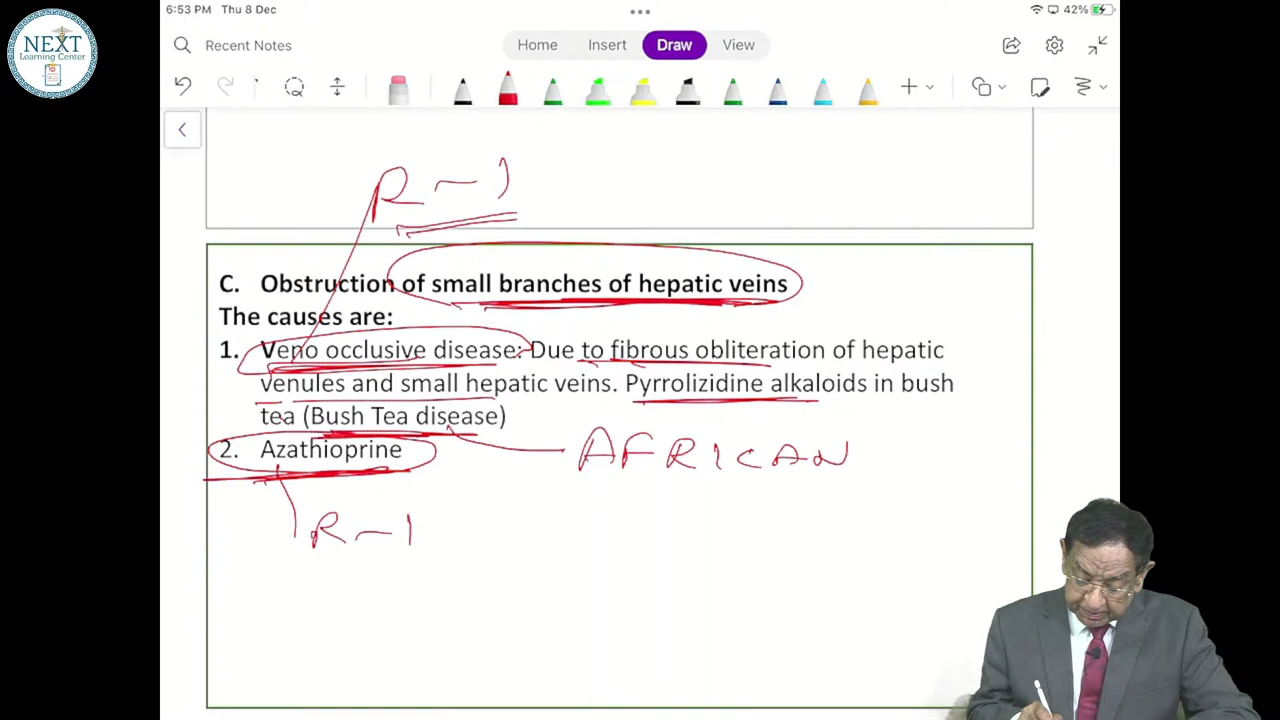 6:53 PM Thu 8 Dec
42%
NEXT
Learning Center
Recent Notes
Home Insert Draw View
R-1
C. Obstruction of small branches of hepatic veins
The causes are:
1. Veno occlusive disease: Due to fibrous obliteration of hepatic
venules and small hepatic veins. Pyrrolizidine alkaloids in bush
tea (Bush Tea disease)
2. Azathioprine
AFRICAN
R-1